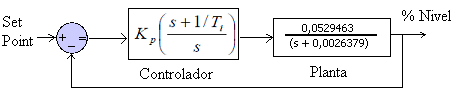 Set
Point
+
−
K_p ( (s + 1/T_i) / s )
0,0529463
(s + 0,0026379)
% Nivel
Controlador
Planta